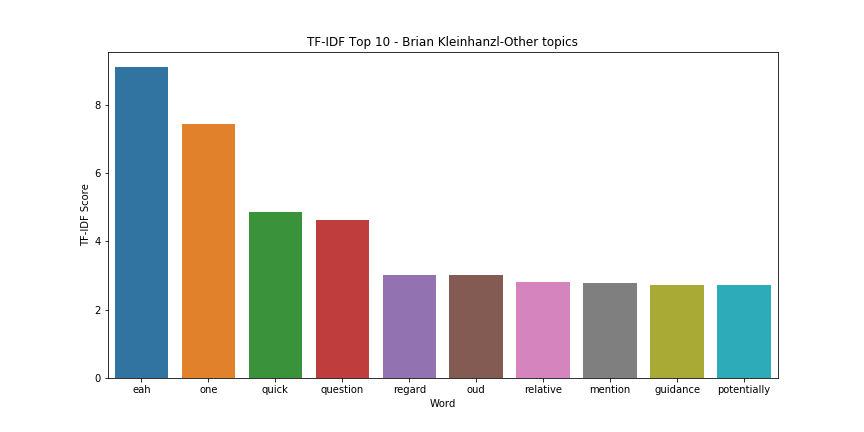 TF-IDF Top 10 - Brian Kleinhanzl-Other topics
TF-IDF Score
8
6
4
2
0
eah one quick question regard oud relative mention guidance potentially
Word